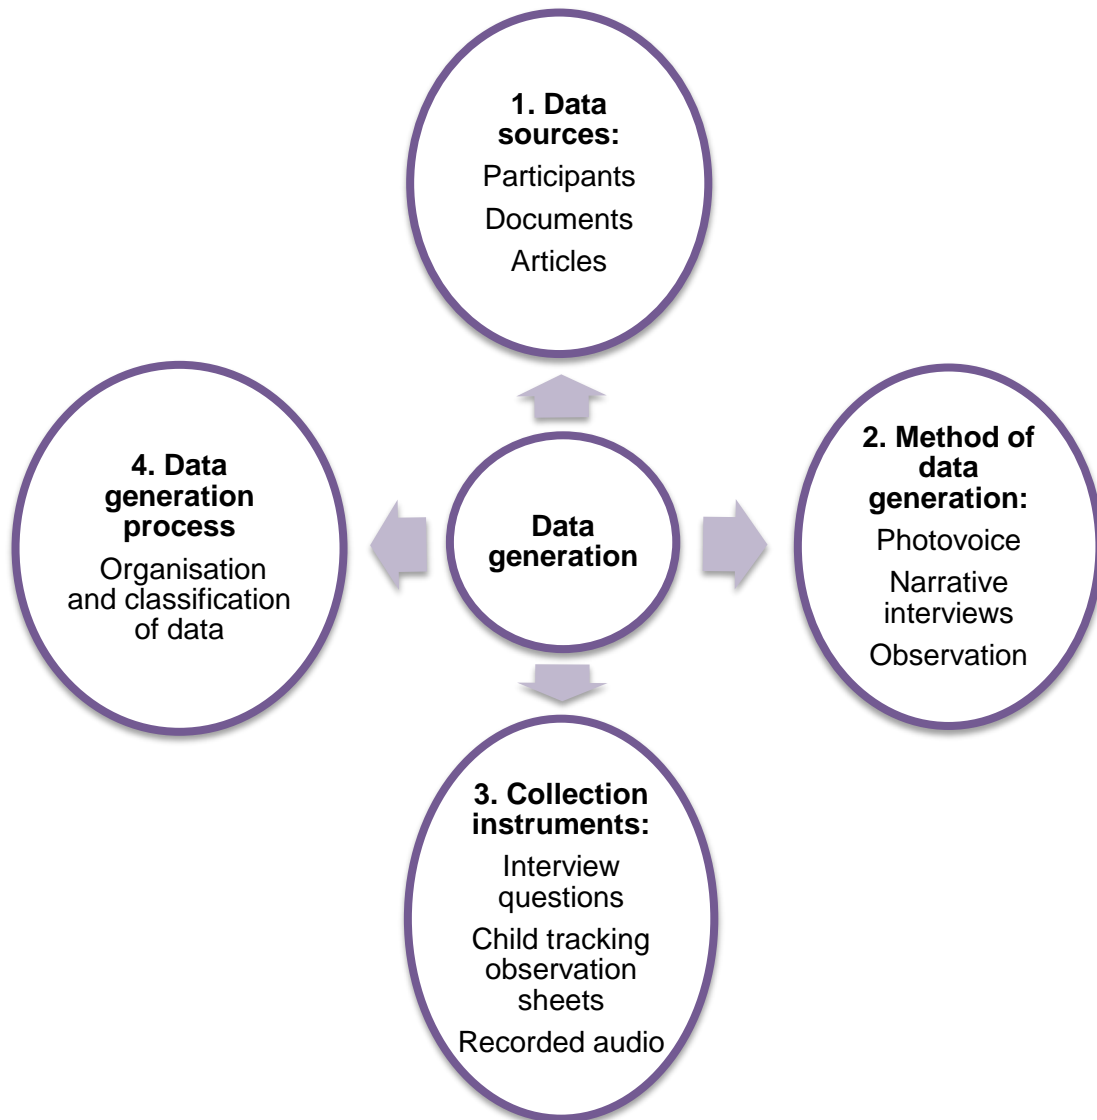 1. Data
sources:
Participants
Documents
Articles
Data
generation
2. Method of
data
generation:
Photovoice
Narrative
interviews
Observation
3. Collection
instruments:
Interview
questions
Child tracking
observation
sheets
Recorded audio
4. Data
generation
process
Organisation
and classification
of data